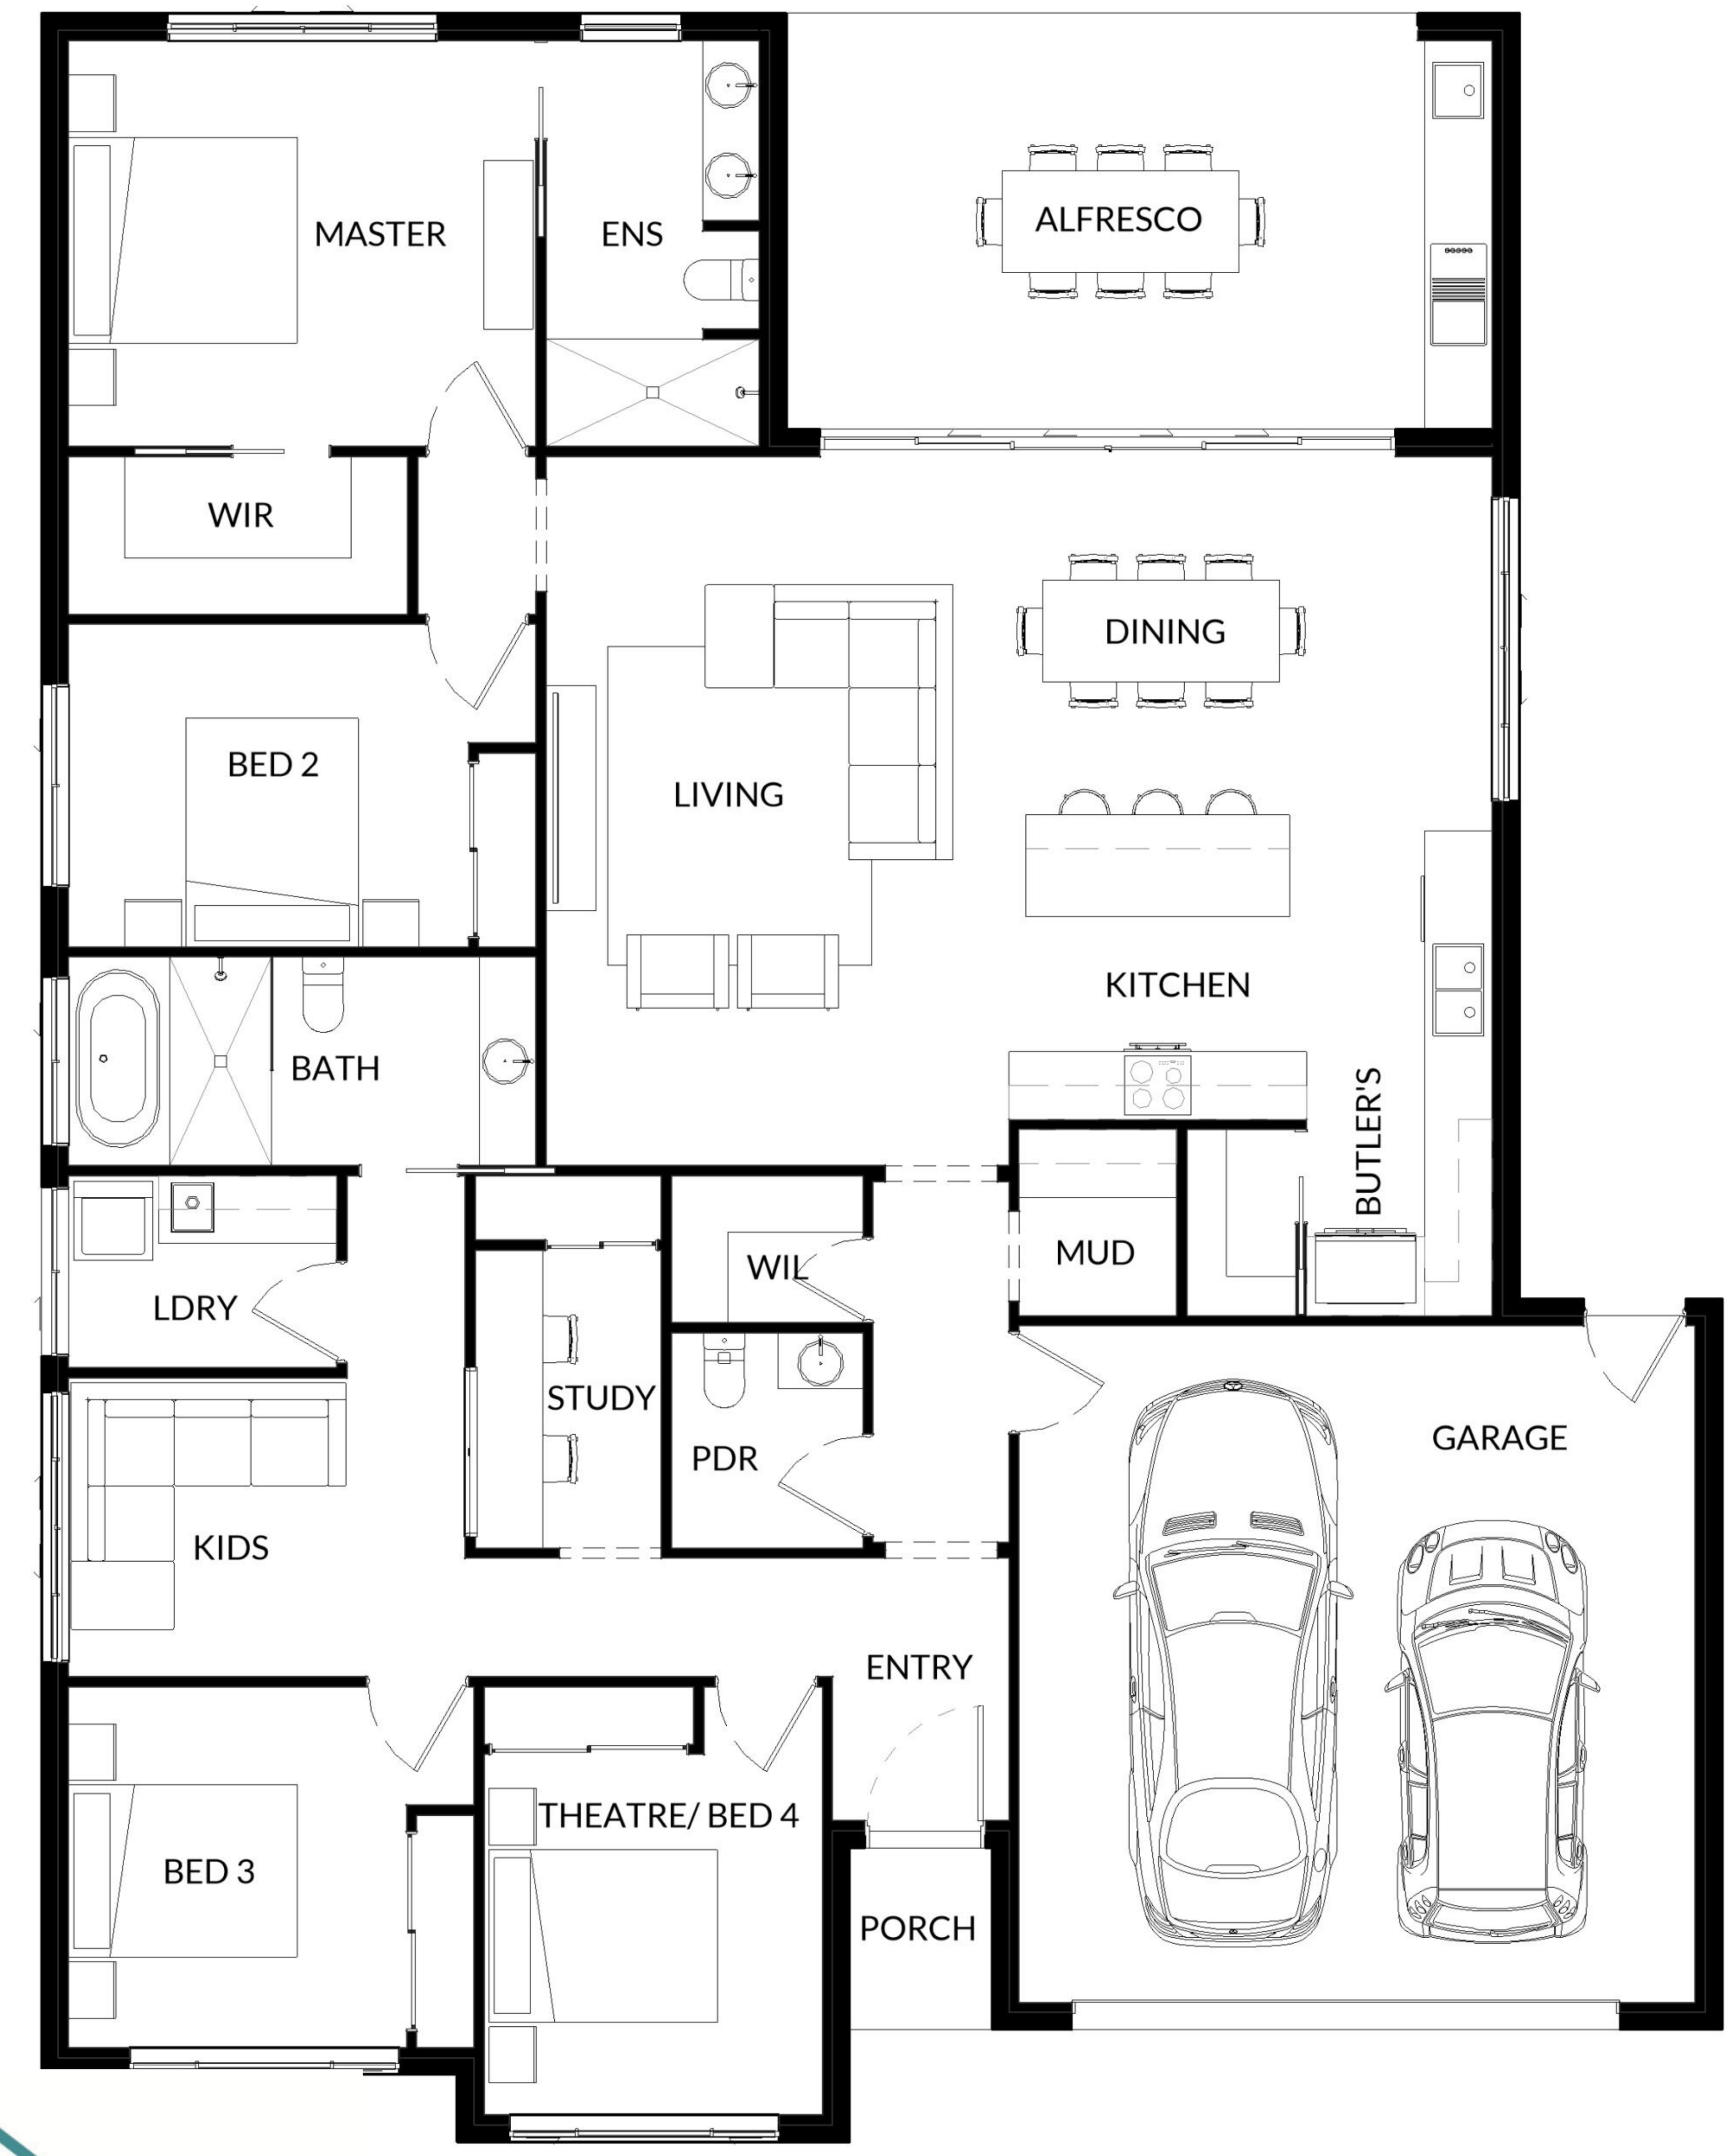 MASTER
ENS
ALFRESCO
WIR
DINING
BED 2
LIVING
KITCHEN
BATH
BUTLER'S
MUD
WIL
LDRY
STUDY
GARAGE
PDR
KIDS
ENTRY
THEATRE/ BED 4
BED 3
PORCH